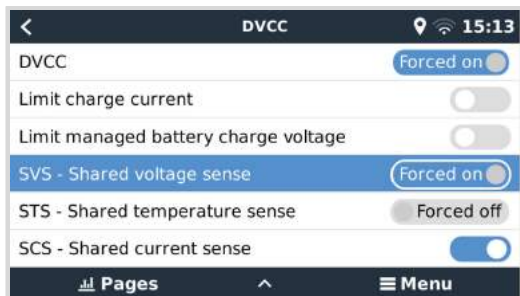 DVCC 15:13
DVCC Forced on
Limit charge current
Limit managed battery charge voltage
SVS - Shared voltage sense Forced on
STS - Shared temperature sense Forced off
SCS - Shared current sense
Pages Menu